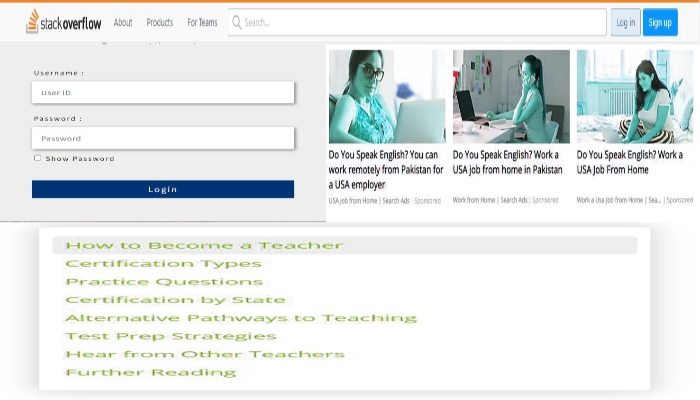 stackoverflow About Products For Teams Search... Log in Sign up
Username :
User ID
Password :
Password
Show Password
Login
Do You Speak English? You can
work remotely from Pakistan for
a USA employer
USA Job from Home | Search Ads | Sponsored
Do You Speak English? Work a
USA job from home in Pakistan
Work from Home | Search Ads | Sponsored
Do You Speak English? Work a
USA Job From Home
Work a Usa Job from Home | Sea... | Sponsored
How to Become a Teacher
Certification Types
Practice Questions
Certification by State
Alternative Pathways to Teaching
Test Prep Strategies
Hear from Other Teachers
Further Reading